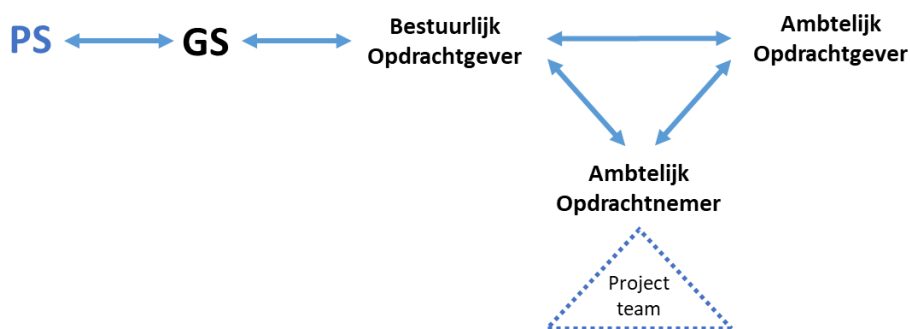 PS
GS
Bestuurlijk
Opdrachtgever
Ambtelijk
Opdrachtgever
Ambtelijk
Opdrachtnemer
Project
team